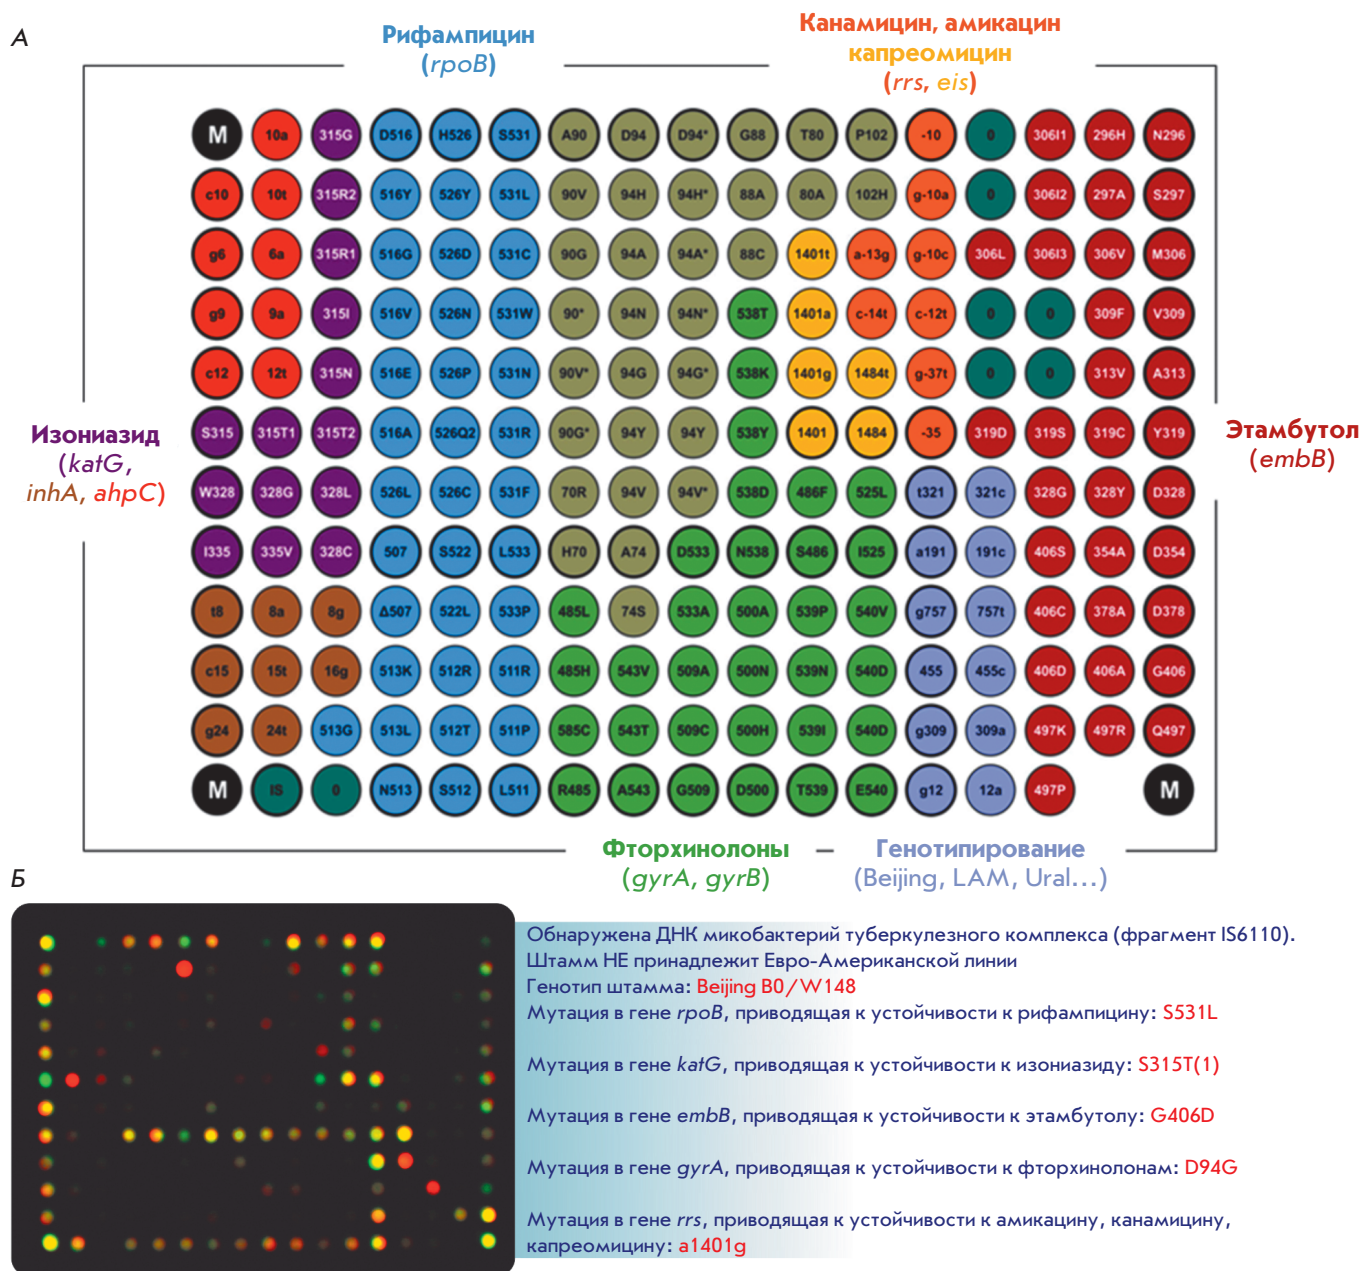 А
Рифампицин
(rpoB)
Канамицин, амикацин
капреомицин
(rrs, eis)
M 10a 315G D516 H526 S531 A90 D94 D94* G88 T80 P102 -10 0 306I1 296H N296
c10 10t 315R2 516Y 526Y 531L 90V 94H 94H* 88A 80A 102H g-10a 0 306I2 297A S297
g6 6a 315R1 516G 526D 531C 90G 94A 94A* 88C 1401t a-13g g-10c 306L 306I3 306V M306
g9 9a 315I 516V 526N 531W 90* 94N 94N* 538T 1401a c-14t c-12t 0 0 309F V309
c12 12t 315N 516E 526P 531N 90V* 94G 94G* 538K 1401g 1484t g-37t 0 0 313V A313
S315 315T1 315T2 516A 526Q2 531R 90G* 94Y 94Y 538Y 1401 1484 -35 319D 319S 319C Y319
W328 328G 328L 526L 526C 531F 70R 94V 94V* 538D 486F 525L t321 321c 328G 328Y D328
I335 335V 328C 507 S522 L533 H70 A74 D533 N538 S486 I525 a191 191c 406S 354A D354
t8 8a 8g Δ507 522L 533P 485L 74S 533A 500A 539P 540V g757 757t 406C 378A D378
c15 15t 16g 513K 512R 511R 485H 543V 509A 500N 539N 540D 455 455c 406D 406A G406
g24 24t 513G 513L 512T 511P 585C 543T 509C 500H 539I 540D g309 309a 497K 497R Q497
M IS 0 N513 S512 L511 R485 A543 G509 D500 T539 E540 g12 12a 497P M
Изониазид
(katG,
inhA, ahpC)
Этамбутол
(embB)
Фторхинолоны
(gyrA, gyrB)
Генотипирование
(Beijing, LAM, Ural...)
Б
Обнаружена ДНК микобактерий туберкулезного комплекса (фрагмент IS6110).
Штамм НЕ принадлежит Евро-Американской линии
Генотип штамма: Beijing B0/W148
Мутация в гене rpoB, приводящая к устойчивости к рифампицину: S531L
Мутация в гене katG, приводящая к устойчивости к изониазиду: S315T(1)
Мутация в гене embB, приводящая к устойчивости к этамбутолу: G406D
Мутация в гене gyrA, приводящая к устойчивости к фторхинолонам: D94G
Мутация в гене rrs, приводящая к устойчивости к амикацину, канамицину,
капреомицину: a1401g